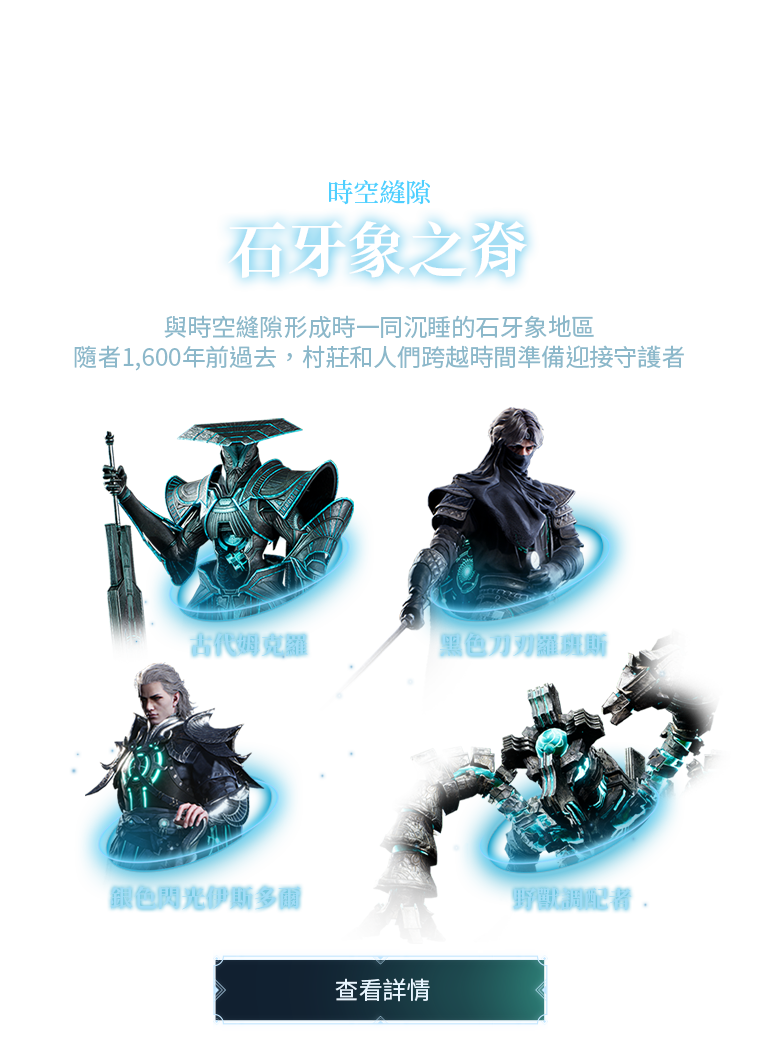 時空縫隙
石牙象之脊
與時空縫隙形成時一同沉睡的石牙象地區
隨者1,600年前過去，村莊和人們跨越時間準備迎接守護者
古代姆克羅
黑色刀刃羅斑斯
銀色閃光伊斯多爾
野獸調配者
查看詳情